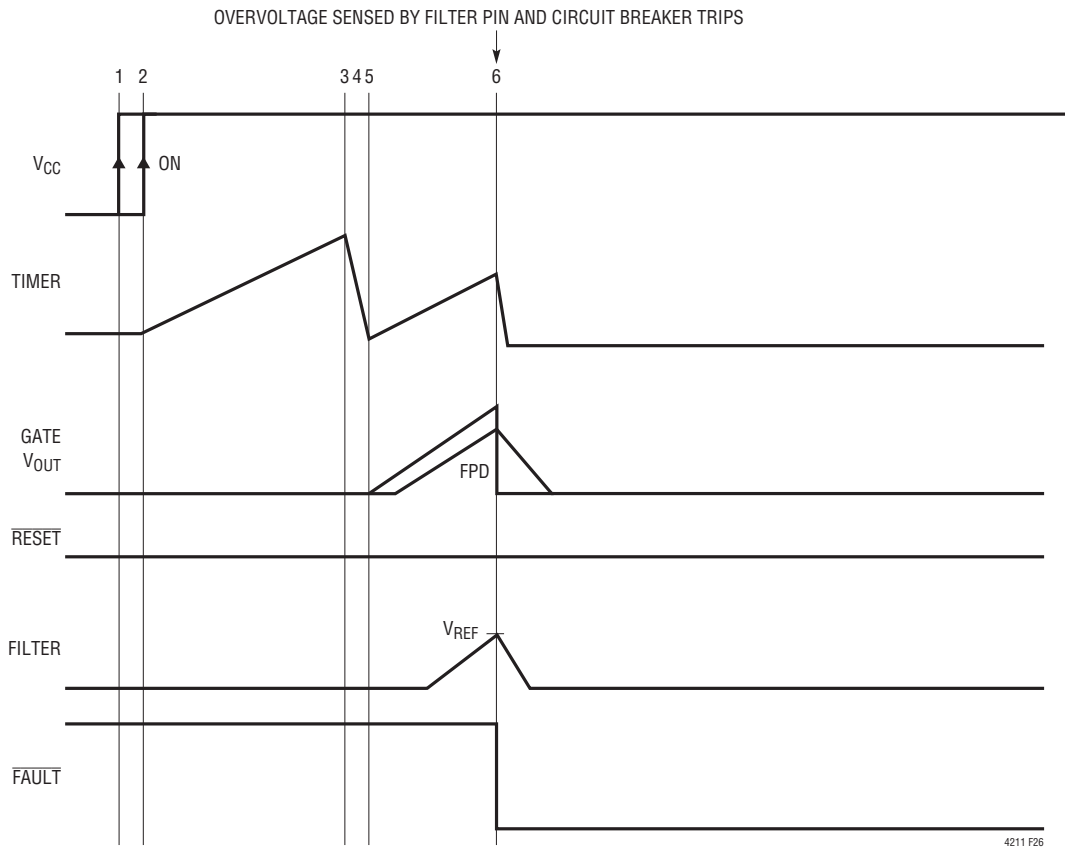 OVERVOLTAGE SENSED BY FILTER PIN AND CIRCUIT BREAKER TRIPS
1 2 3 4 5 6
VCC
ON
TIMER
GATE
VOUT
FPD
RESET
VREF
FILTER
FAULT
4211 F26